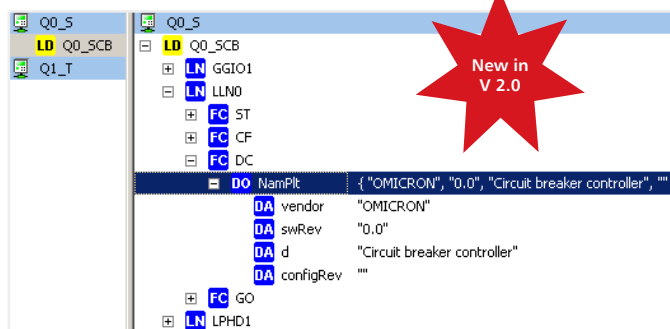 Q0_S
LD Q0_SCB
Q1_T
Q0_S
LD Q0_SCB
LN GGIO1
LN LLN0
FC ST
FC CF
FC DC
DO NamPlt { "OMICRON", "0.0", "Circuit breaker controller", ""
DA vendor "OMICRON"
DA swRev "0.0"
DA d "Circuit breaker controller"
DA configRev ""
FC GO
LN LPHD1
New in
V 2.0